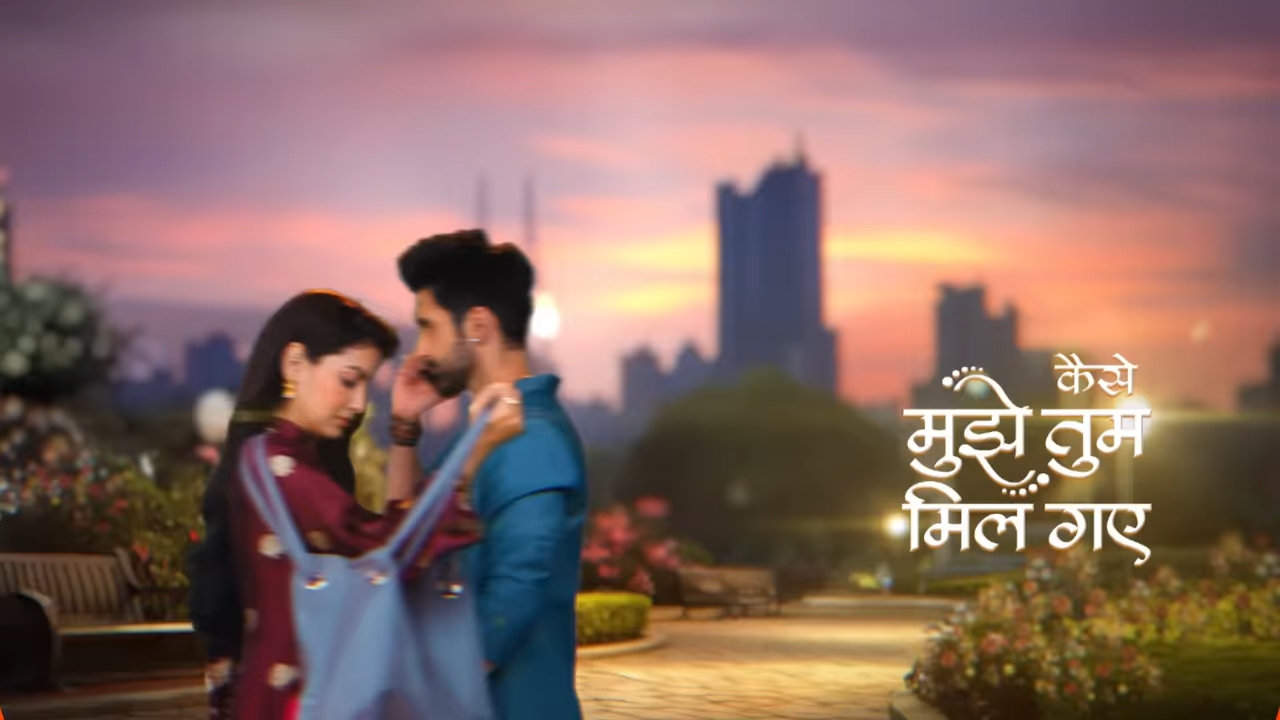 कैसे
मुझे तुम
मिल गए